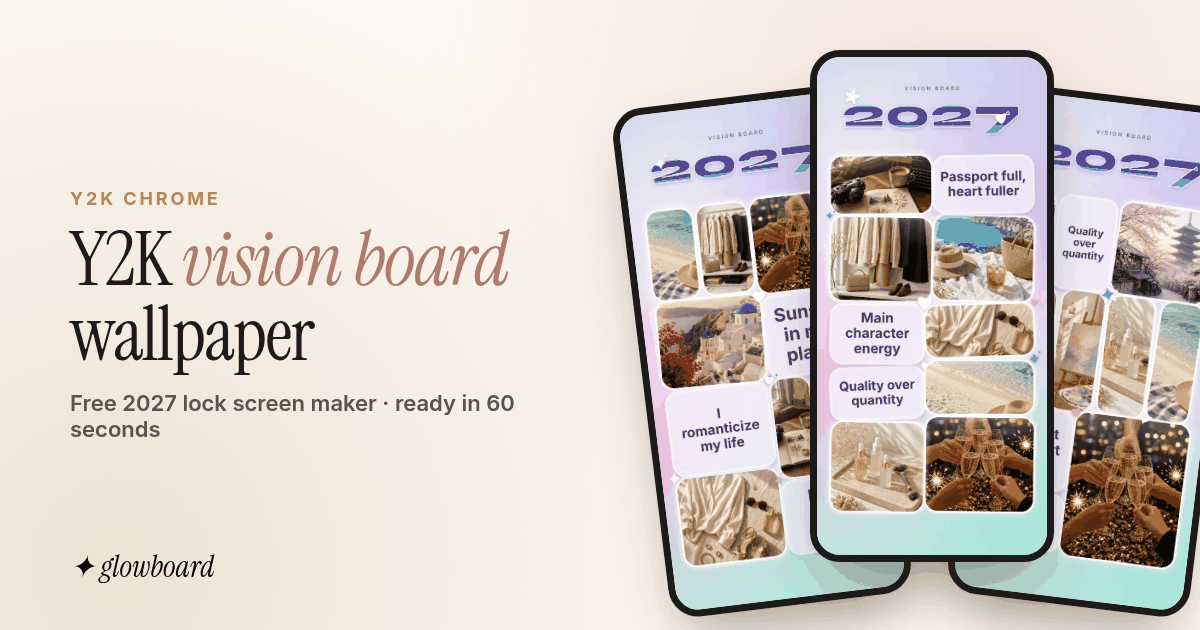 Y2K CHROME
Y2K vision board
wallpaper
Free 2027 lock screen maker · ready in 60
seconds
✦ glowboard
VISION BOARD
2027
I
romanticize
my life
VISION BOARD
2027
Passport full,
heart fuller
Main
character
energy
Quality over
quantity
VISION BOARD
2027
Quality
over
quantity